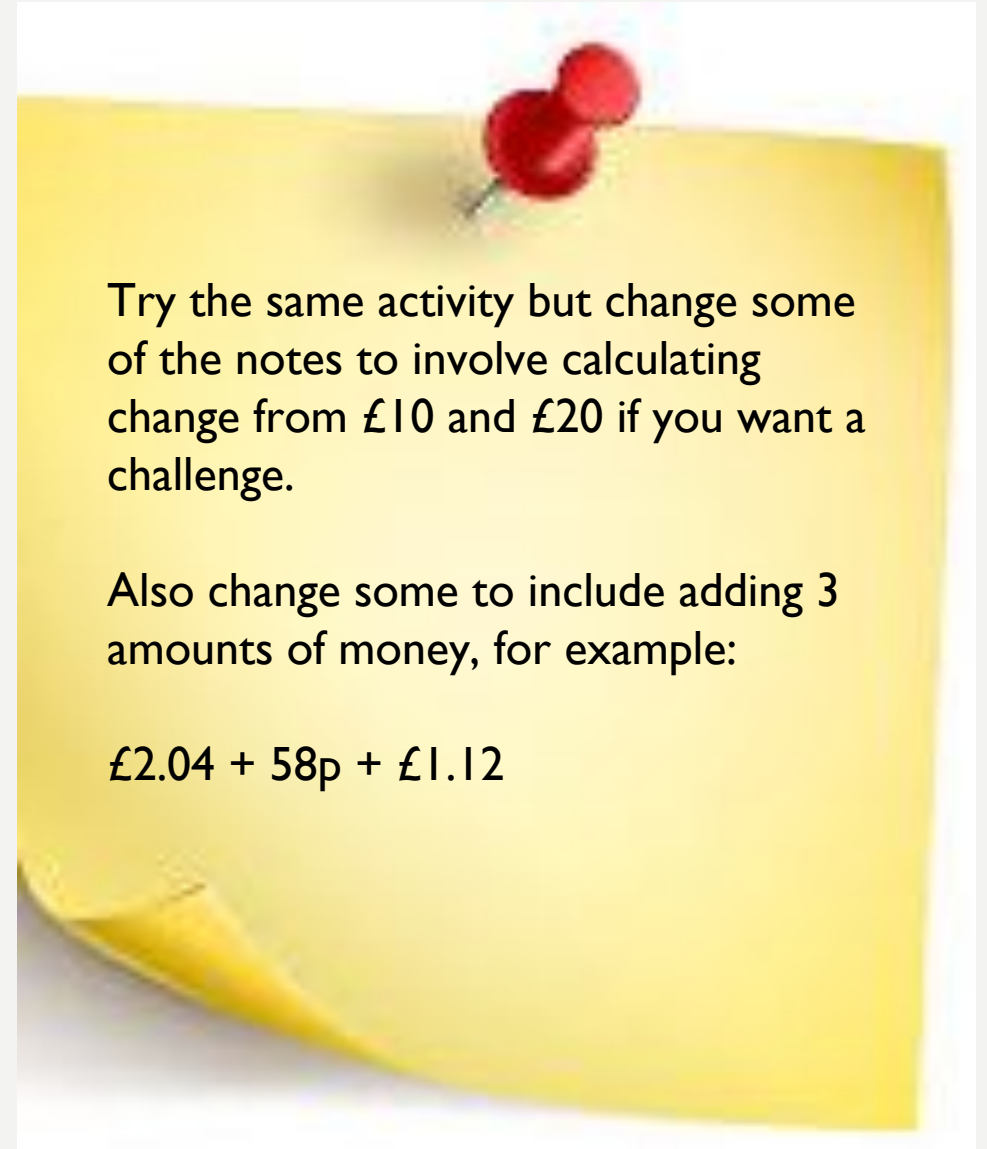 Try the same activity but change some
of the notes to involve calculating
change from £10 and £20 if you want a
challenge.
Also change some to include adding 3
amounts of money, for example:
£2.04 + 58p + £1.12